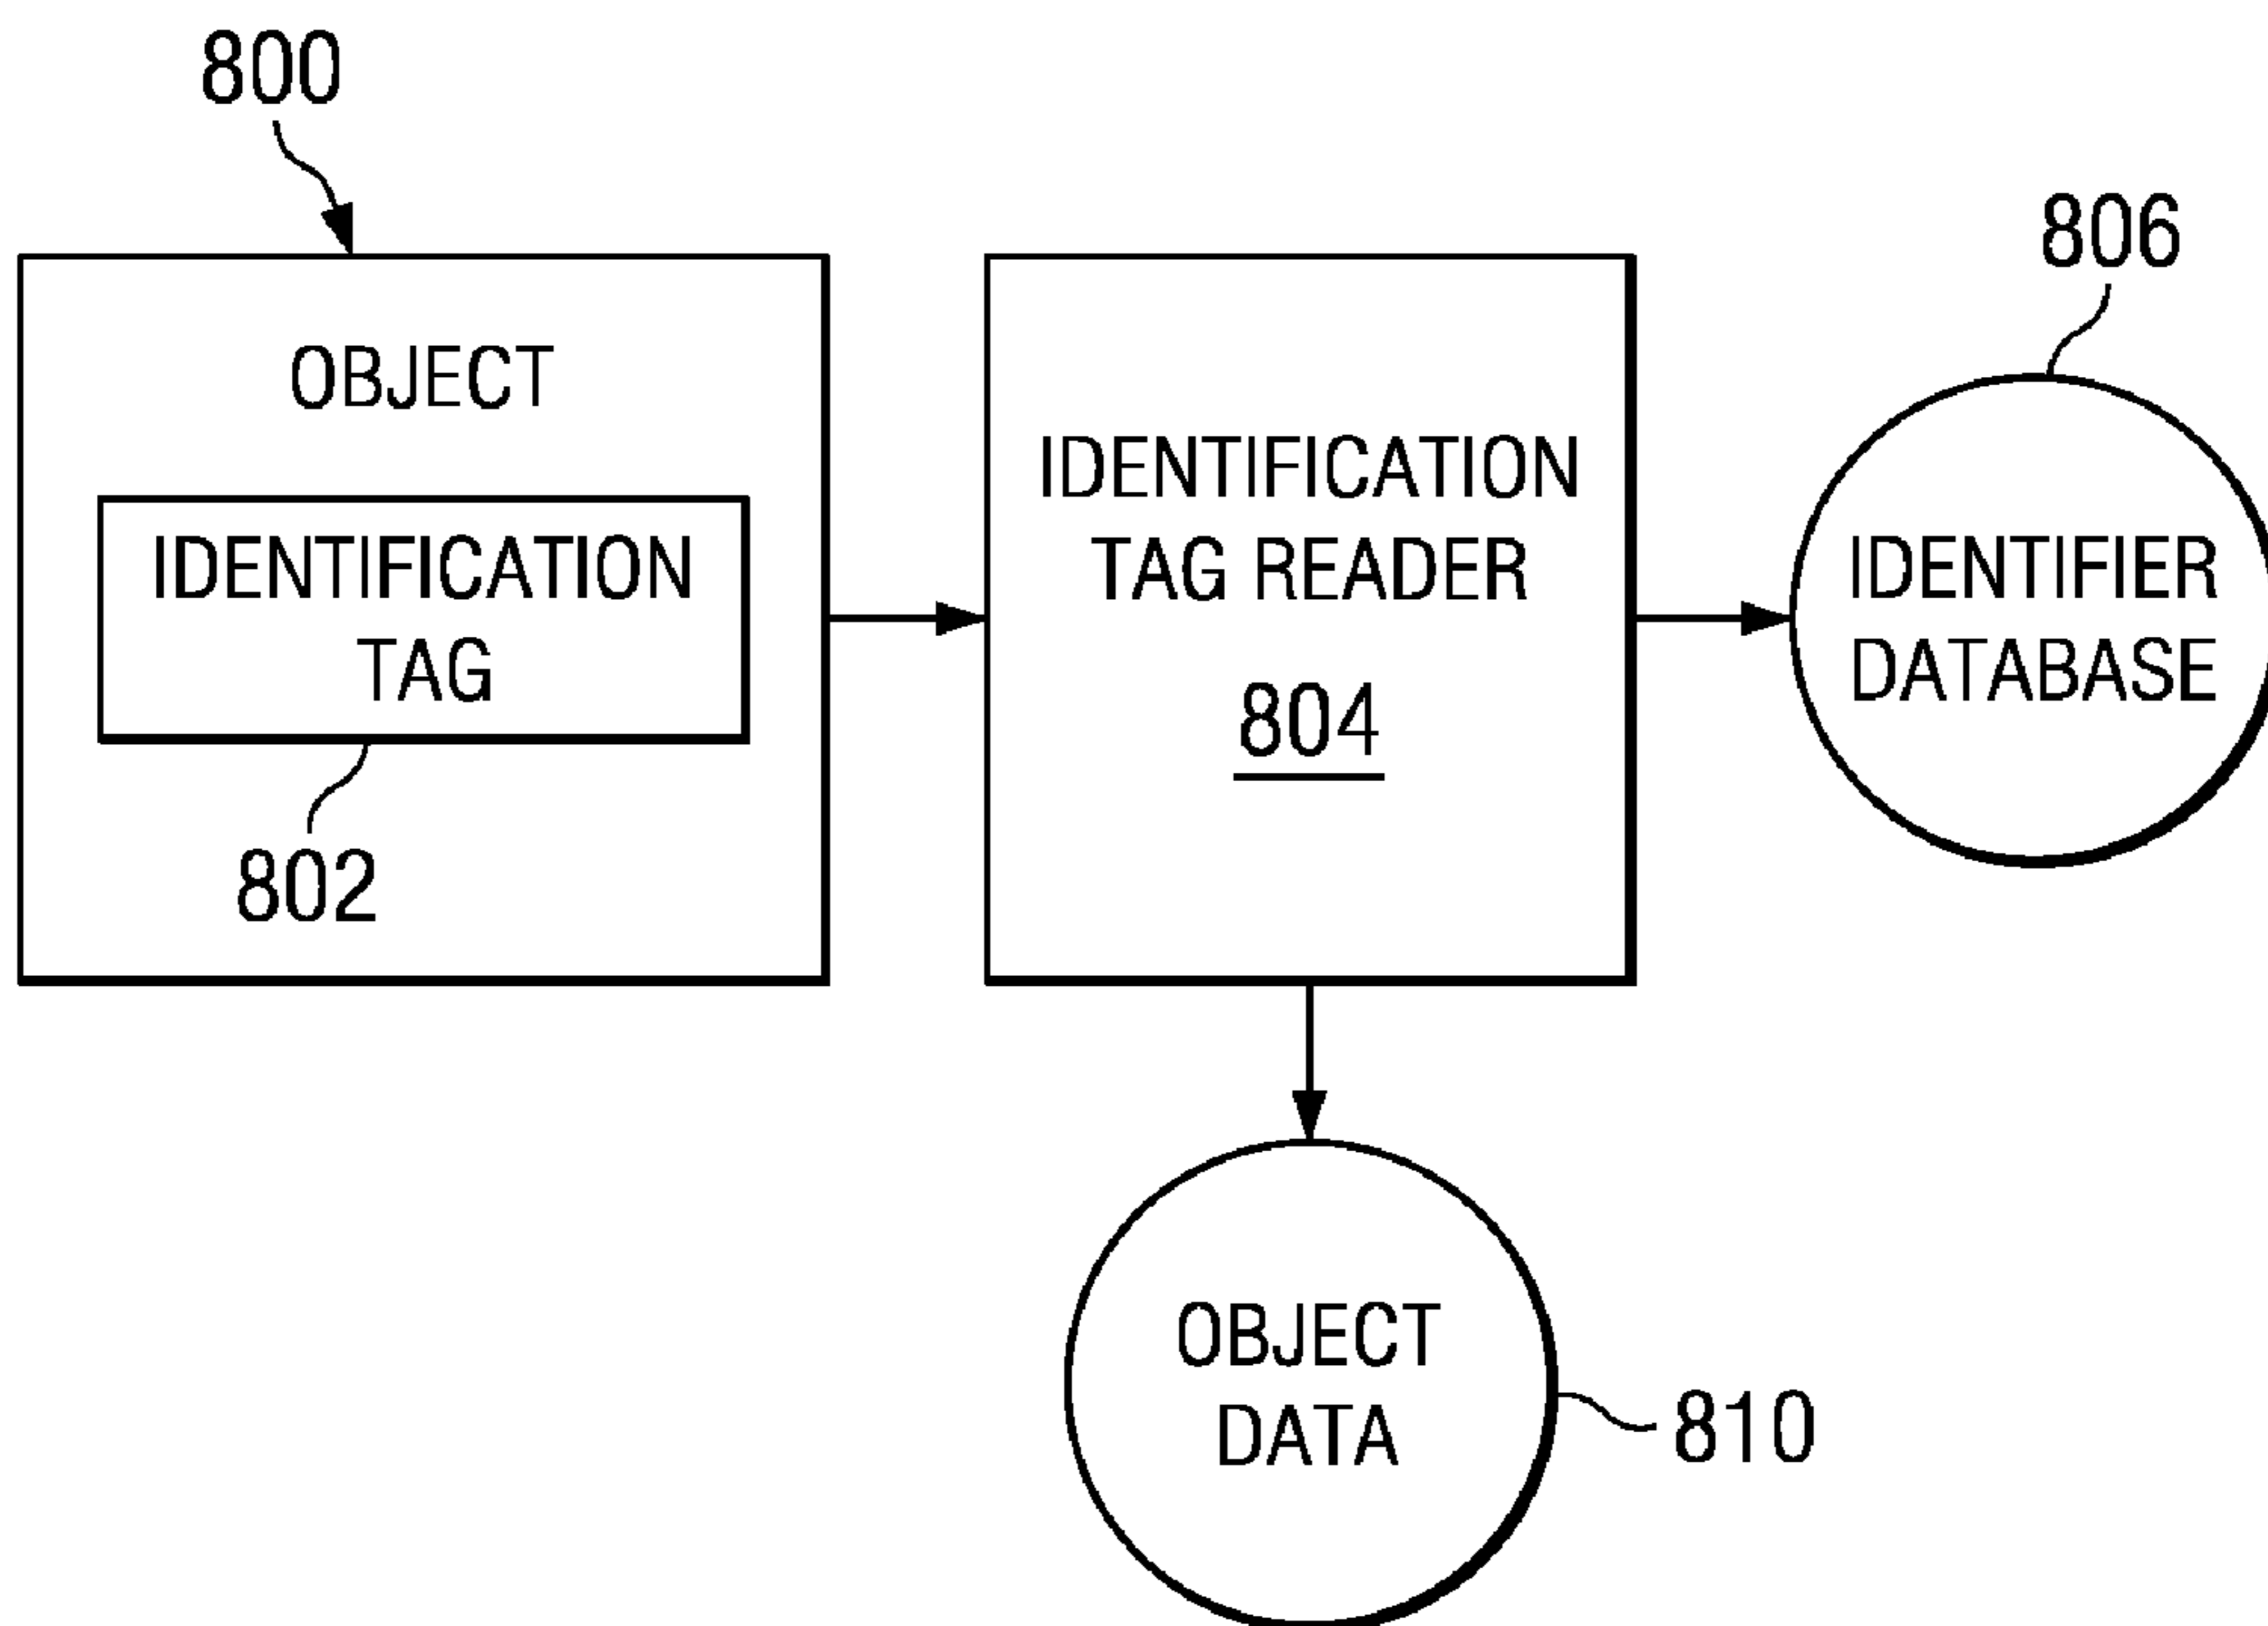 800
OBJECT
IDENTIFICATION
TAG
802
IDENTIFICATION
TAG READER
804
806
IDENTIFIER
DATABASE
OBJECT
DATA
810